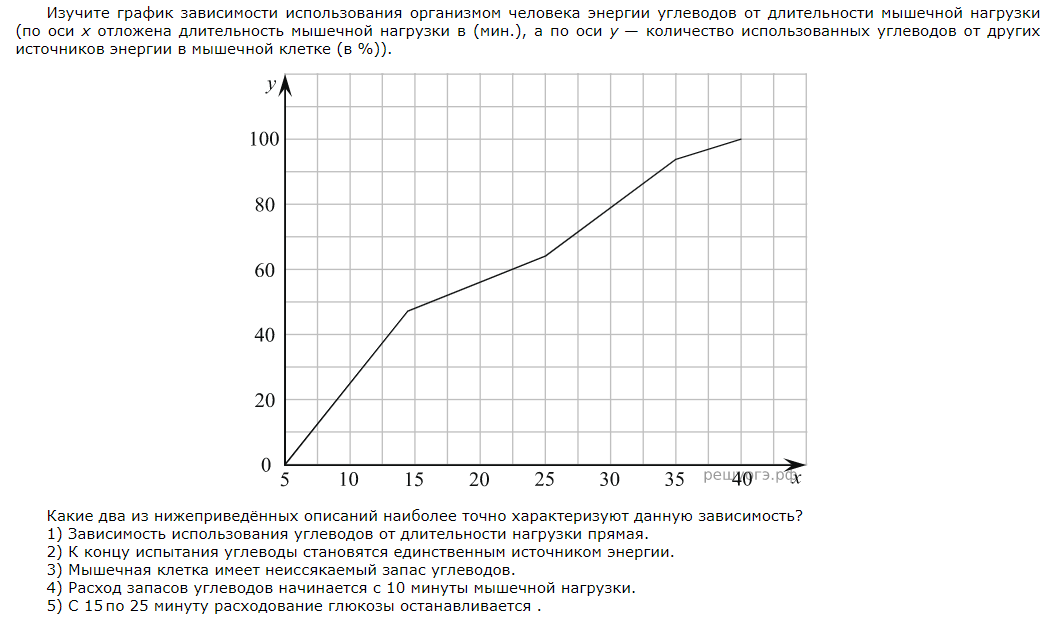 Изучите график зависимости использования организмом человека энергии углеводов от длительности мышечной нагрузки
(по оси x отложена длительность мышечной нагрузки в (мин.), а по оси y — количество использованных углеводов от других
источников энергии в мышечной клетке (в %)).
y
100
80
60
40
20
0
5 10 15 20 25 30 35 40 x
решуогэ.рф
Какие два из нижеприведённых описаний наиболее точно характеризуют данную зависимость?
1) Зависимость использования углеводов от длительности нагрузки прямая.
2) К концу испытания углеводы становятся единственным источником энергии.
3) Мышечная клетка имеет неиссякаемый запас углеводов.
4) Расход запасов углеводов начинается с 10 минуты мышечной нагрузки.
5) С 15 по 25 минуту расходование глюкозы останавливается .